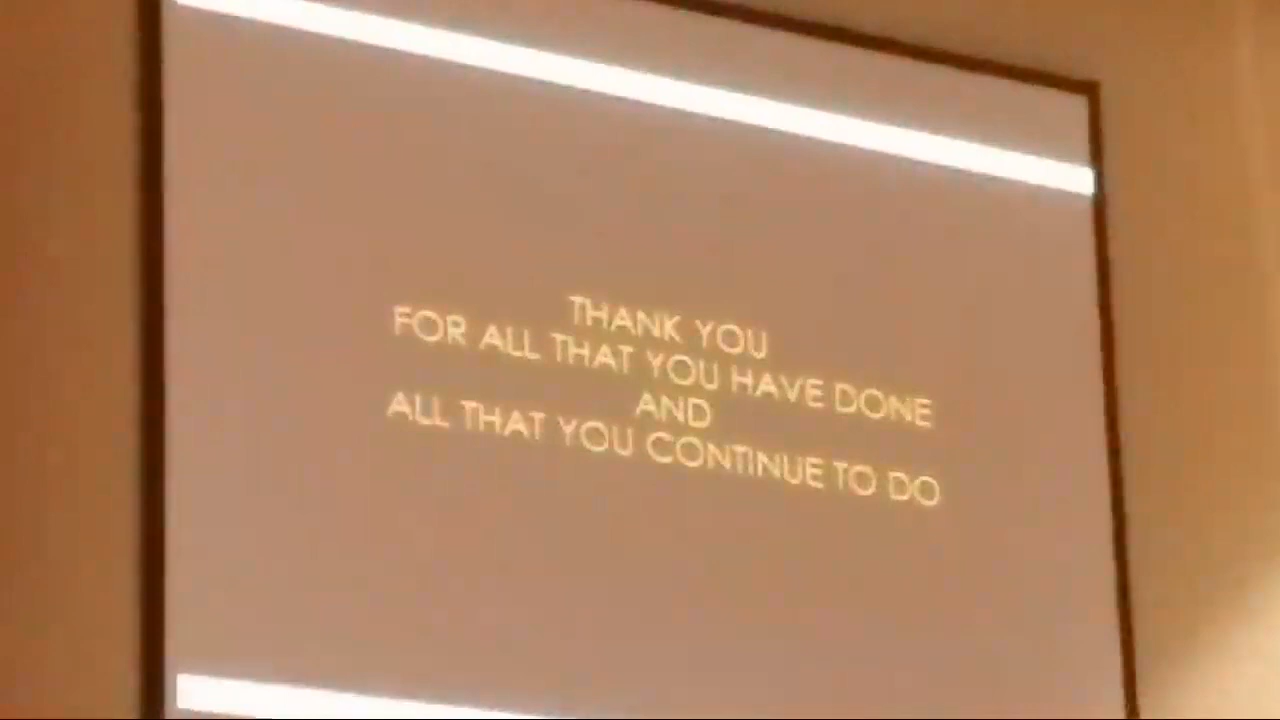 THANK YOU
FOR ALL THAT YOU HAVE DONE
AND
ALL THAT YOU CONTINUE TO DO